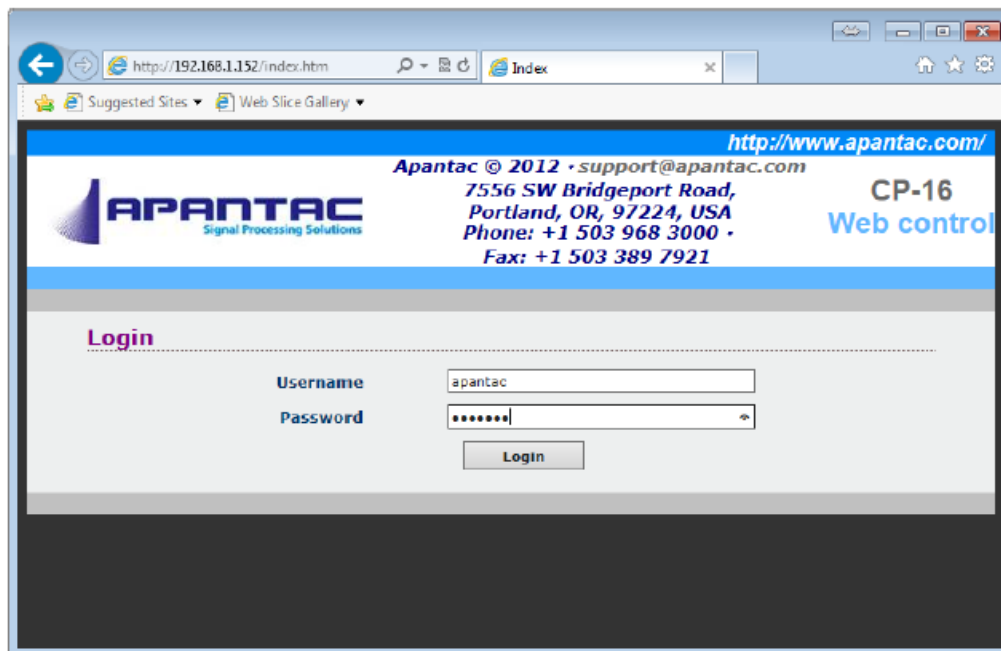 http://192.168.1.152/index.htm
Index
Suggested Sites
Web Slice Gallery
http://www.apantac.com/
Apantac © 2012 • support@apantac.com
7556 SW Bridgeport Road,
Portland, OR, 97224, USA
Phone: +1 503 968 3000 •
Fax: +1 503 389 7921
APANTAC
Signal Processing Solutions
CP-16
Web control
Login
Username
apantac
Password
•••••••
Login